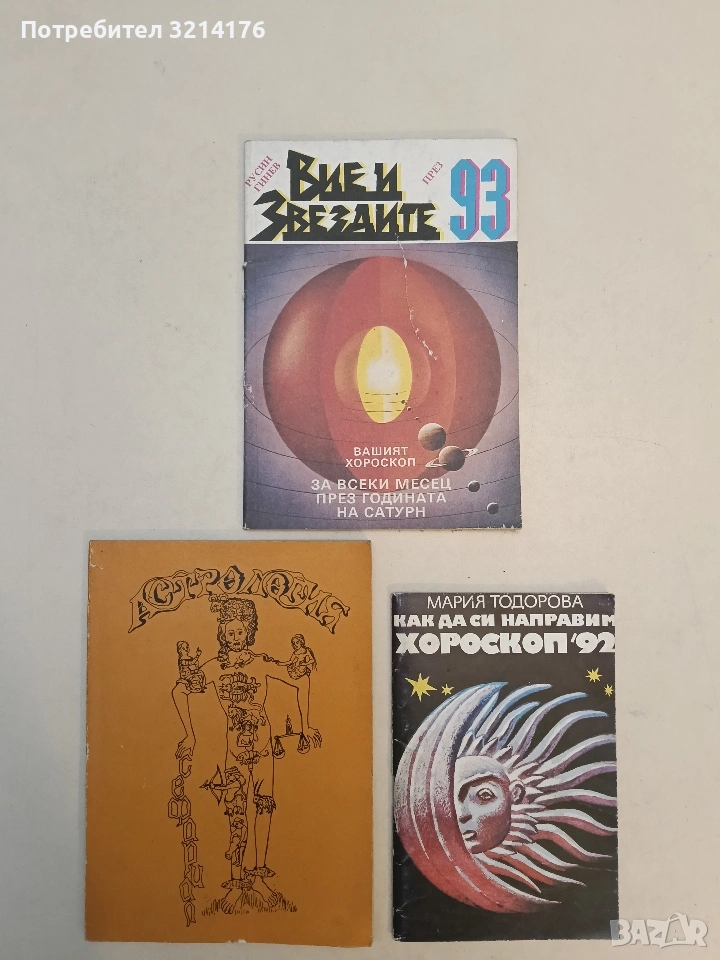 Потребител 3214176
РУСИН
ГИНЕВ
ВИЕ И
ЗВЕЗДИТЕ
ПРЕЗ
93
ВАШИЯТ
ХОРОСКОП
ЗА ВСЕКИ МЕСЕЦ
ПРЕЗ ГОДИНАТА
НА САТУРН
АСТРОЛОГИЯ
МАРИЯ ТОДОРОВА
КАК ДА СИ НАПРАВИМ
ХОРОСКОП '92
BAZAR